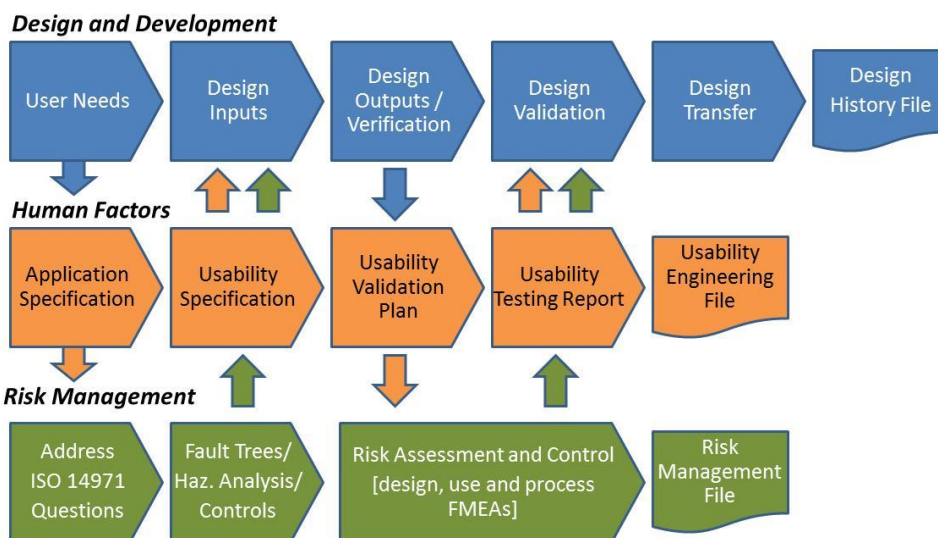 Design and Development
User Needs
Design
Inputs
Design
Outputs /
Verification
Design
Validation
Design
Transfer
Design
History File
Human Factors
Application
Specification
Usability
Specification
Usability
Validation
Plan
Usability
Testing Report
Usability
Engineering
File
Risk Management
Address
ISO 14971
Questions
Fault Trees/
Haz. Analysis/
Controls
Risk Assessment and Control
[design, use and process
FMEAs]
Risk
Management
File